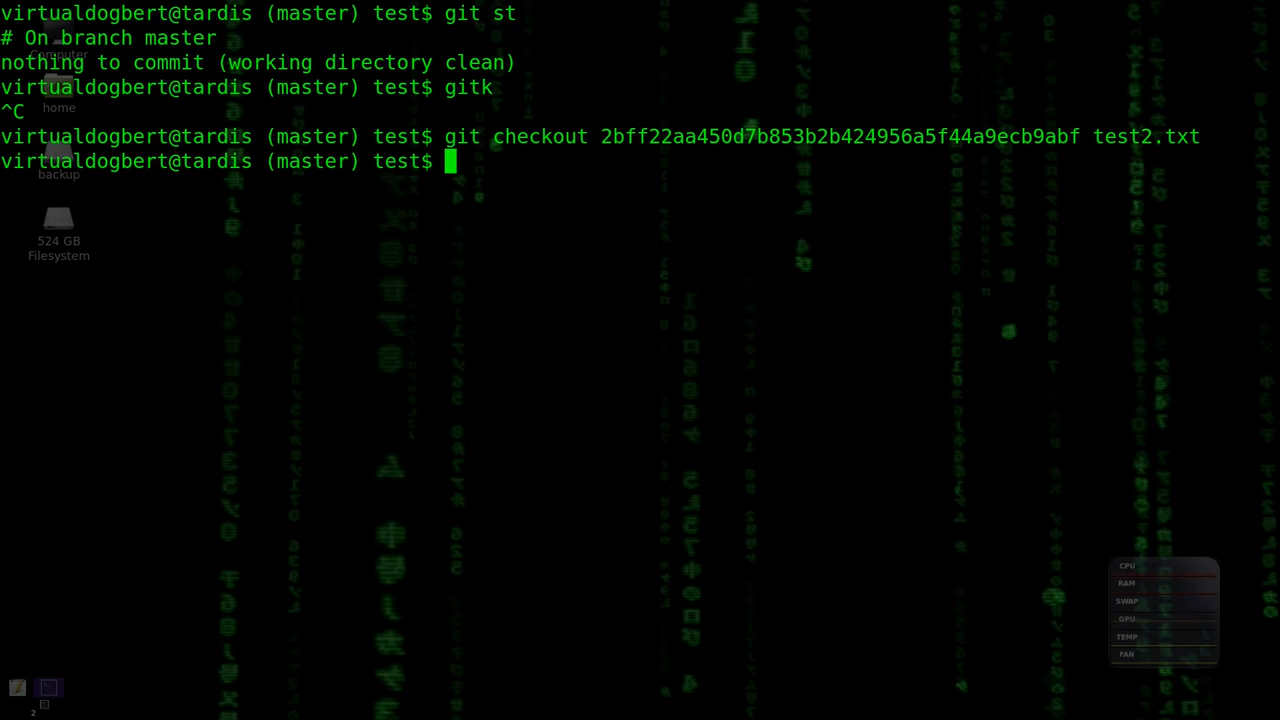 virtualdogbert@tardis (master) test$ git st
# On branch master
nothing to commit (working directory clean)
virtualdogbert@tardis (master) test$ gitk
^C
virtualdogbert@tardis (master) test$ git checkout 2bff22aa450d7b853b2b424956a5f44a9ecb9abf test2.txt
virtualdogbert@tardis (master) test$
Computer
home
backup
524 GB
Filesystem
CPU
RAM
SWAP
GPU
TEMP
FAN
2